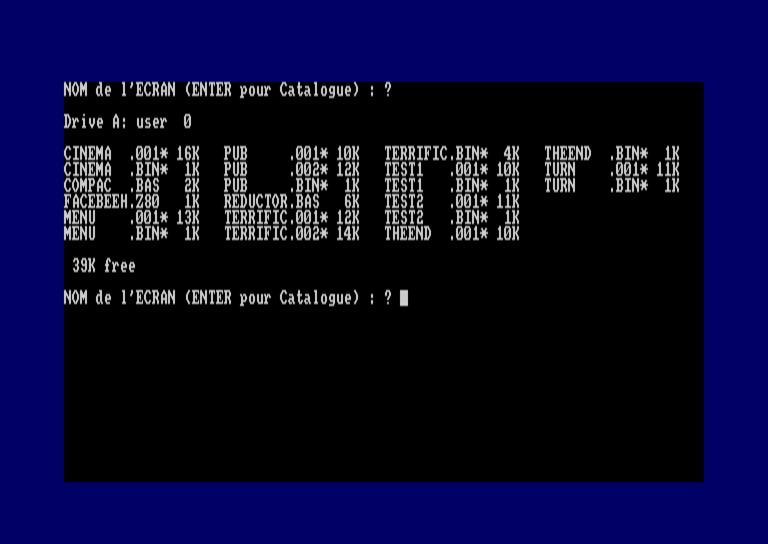 NOM de l'ECRAN (ENTER pour Catalogue) : ?
Drive A: user  0
CINEMA  .001* 16K   PUB     .001* 10K   TERRIFIC.BIN*  4K   THEEND  .BIN*  1K
CINEMA  .BIN*  1K   PUB     .002* 12K   TEST1   .001* 10K   TURN    .001* 11K
COMPAC  .BAS   2K   PUB     .BIN*  1K   TEST1   .BIN*  1K   TURN    .BIN*  1K
FACEBEEH.Z80   1K   REDUCTOR.BAS   6K   TEST2   .001* 11K
MENU    .001* 13K   TERRIFIC.001* 12K   TEST2   .BIN*  1K
MENU    .BIN*  1K   TERRIFIC.002* 14K   THEEND  .001* 10K
39K free
NOM de l'ECRAN (ENTER pour Catalogue) : ?